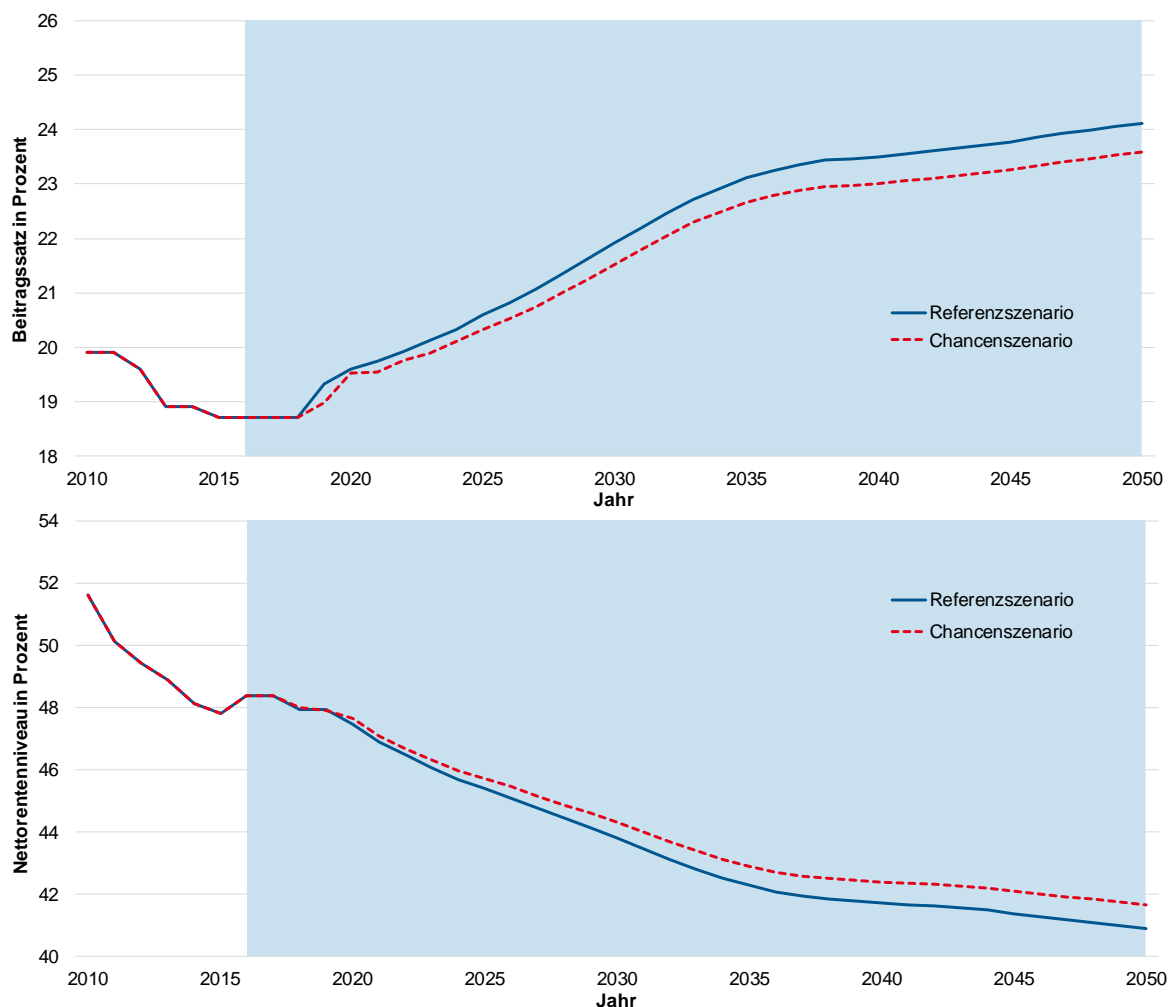 26
25
24
23
22
21
20
19
18
Beitragssatz in Prozent
Referenzszenario
Chancenszenario
2010 2015 2020 2025 2030 2035 2040 2045 2050
Jahr
54
52
50
48
46
44
42
40
Nettorentenniveau in Prozent
Referenzszenario
Chancenszenario
2010 2015 2020 2025 2030 2035 2040 2045 2050
Jahr